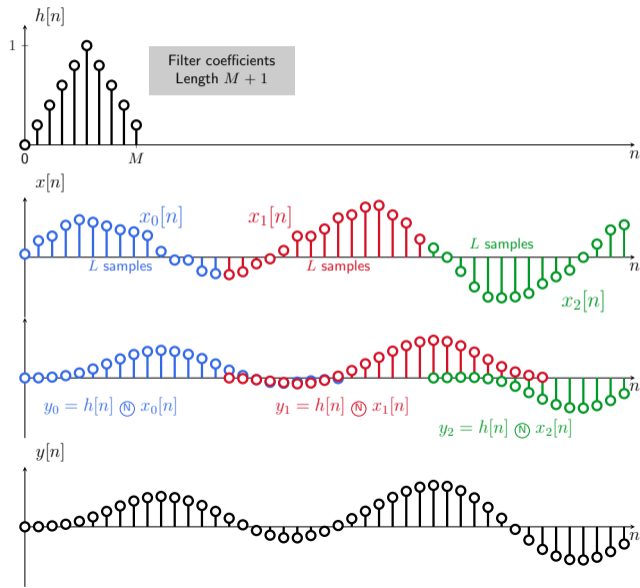 h[n]
1
Filter coefficients
Length M + 1
0
M
n
x[n]
x₀[n]
x₁[n]
L samples
L samples
L samples
x₂[n]
n
y₀ = h[n] Ⓝ x₀[n]
y₁ = h[n] Ⓝ x₁[n]
y₂ = h[n] Ⓝ x₂[n]
n
y[n]
n